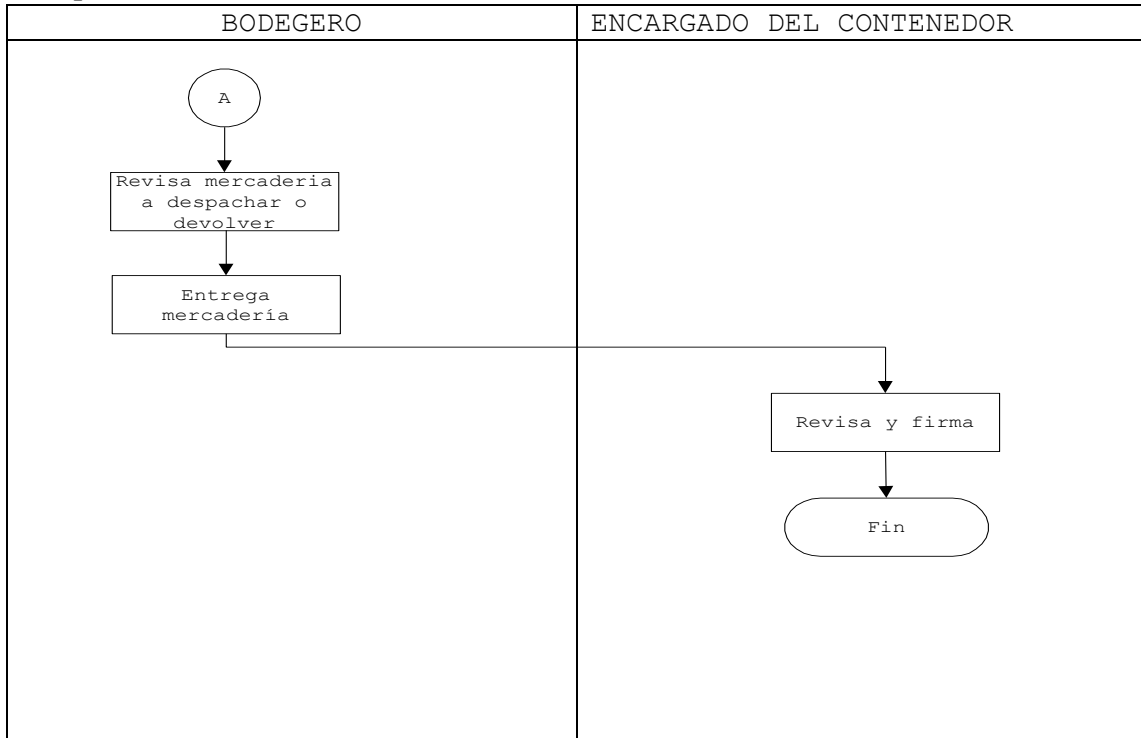 BODEGERO
ENCARGADO DEL CONTENEDOR
A
Revisa mercaderia
a despachar o
devolver
Entrega
mercadería
Revisa y firma
Fin